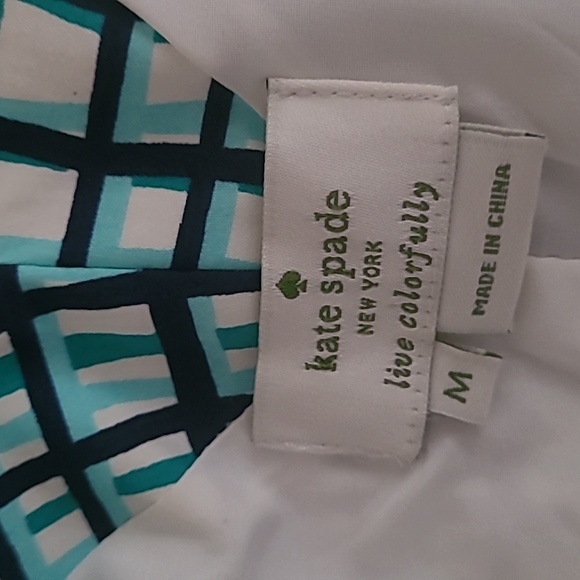 kate spade
NEW YORK
live colorfully
MADE IN CHINA
M